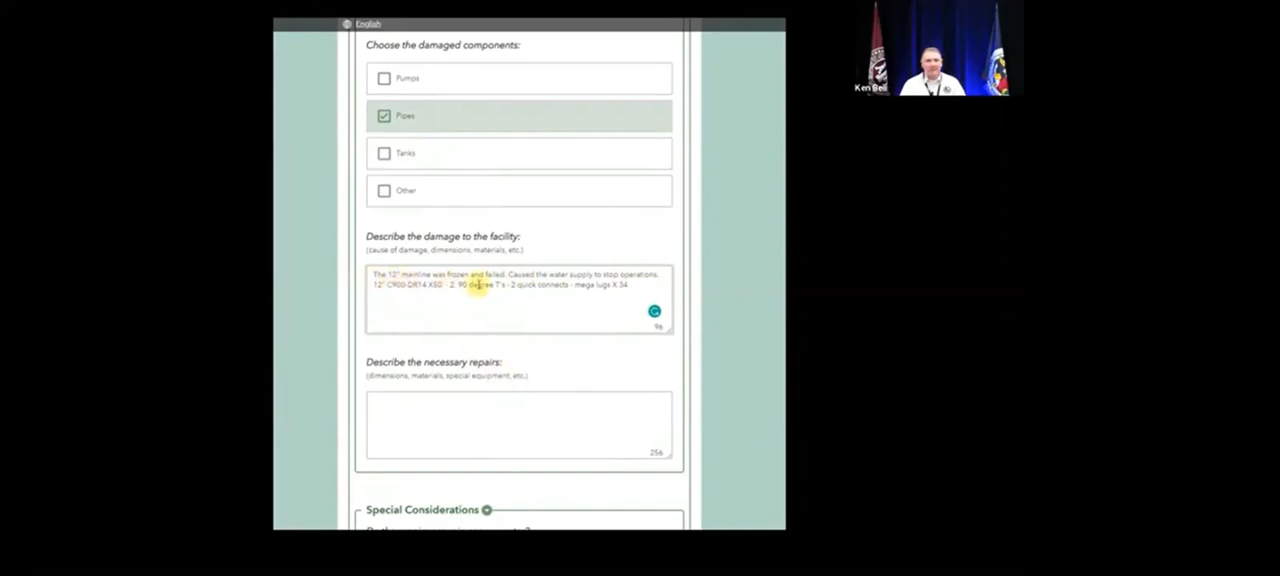 English
Choose the damaged components:
Pumps
Pipes
Tanks
Other
Describe the damage to the facility:
(cause of damage, dimensions, materials, etc.)
The 12" mainline was frozen and failed. Caused the water supply to stop operations.
12" C900-DR14 X50 - 2. 90 degree T's - 2 quick connects - mega lugs X 34
96
Describe the necessary repairs:
(dimensions, materials, special equipment, etc.)
256
Special Considerations
Ken Bell